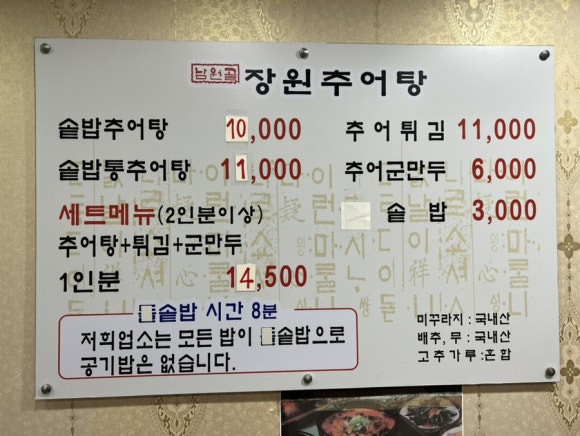 남원골 장원추어탕
솥밥추어탕 10,000
솥밥통추어탕 11,000
세트메뉴(2인분이상)
추어탕+튀김+군만두
1인분 14,500
추어튀김 11,000
추어군만두 6,000
솥밥 3,000
솥밥 시간 8분
저희업소는 모든 밥이 솥밥으로
공기밥은 없습니다.
미꾸라지 : 국내산
배추, 무 : 국내산
고추가루 : 혼합